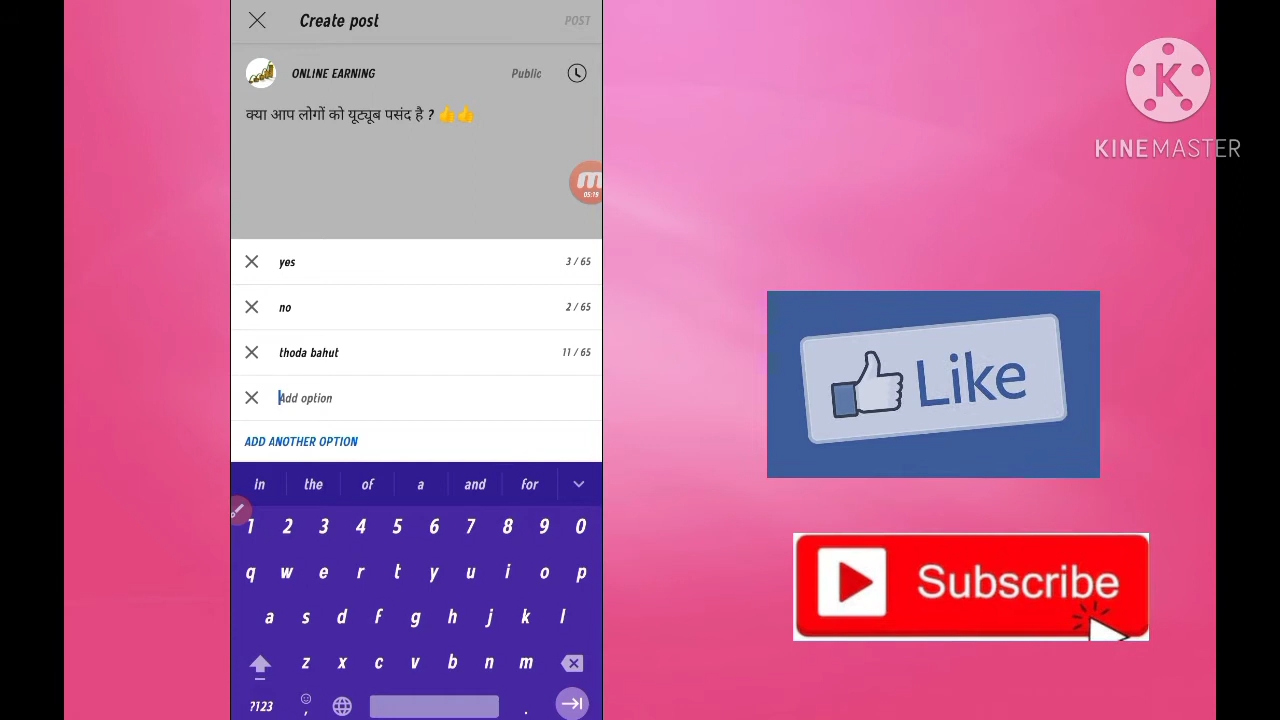 Create post
POST
ONLINE EARNING
Public
क्या आप लोगों को यूट्यूब पसंद है ? 👍👍
05:19
yes
3 / 65
no
2 / 65
thoda bahut
11 / 65
Add option
ADD ANOTHER OPTION
In the of a and for
1 2 3 4 5 6 7 8 9 0
q w e r t y u i o p
a s d f g h j k l
z x c v b n m
?123 , .
K
KINEMASTER
Like
Subscribe